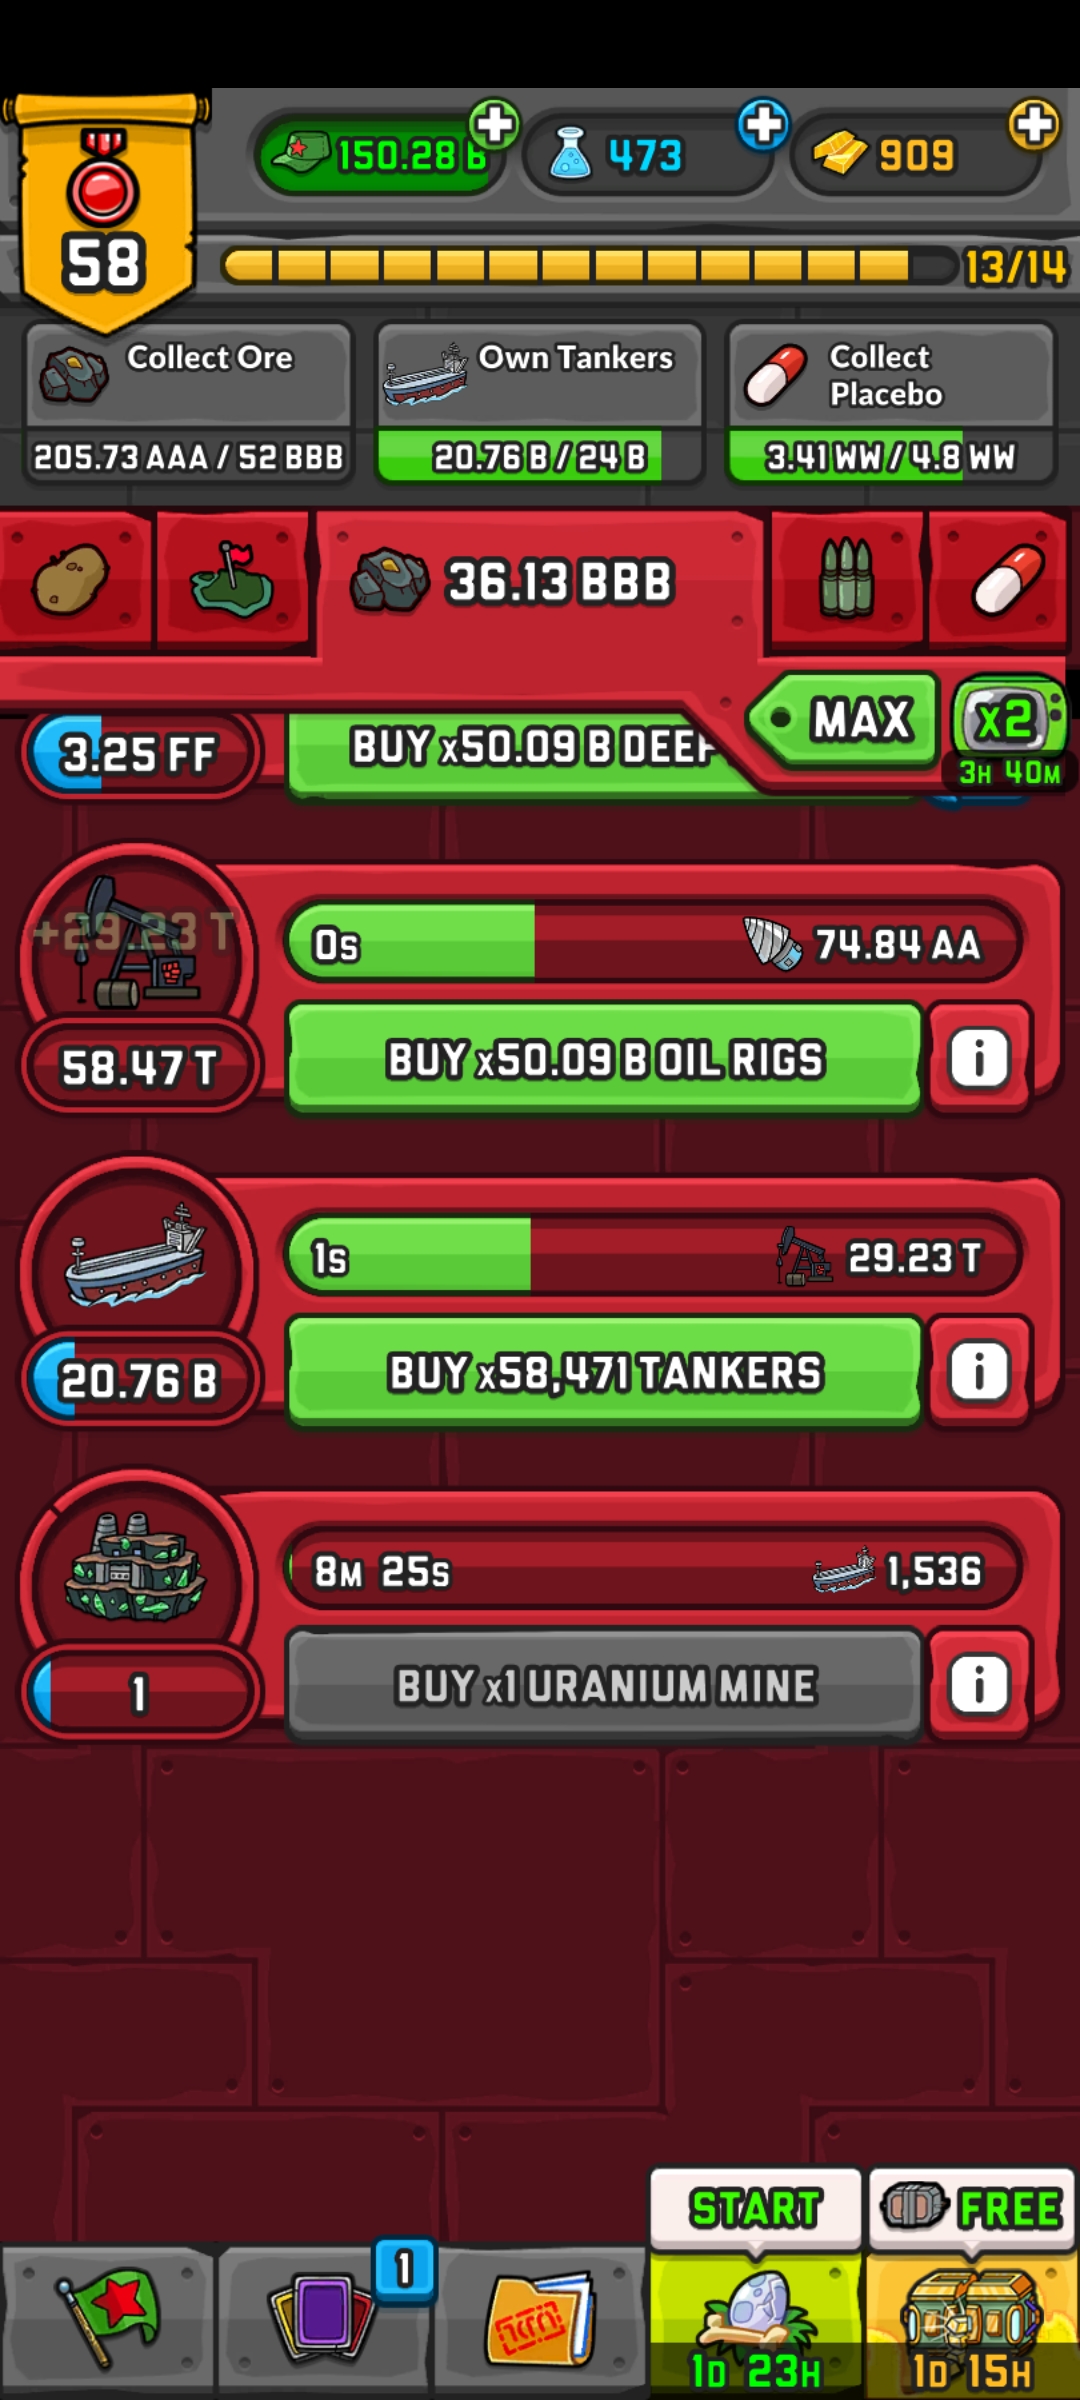 58
150.28 B
473
909
13/14
Collect Ore
205.73 AAA / 52 BBB
Own Tankers
20.76 B / 24 B
Collect
Placebo
3.41 WW / 4.8 WW
36.13 BBB
MAX
x2
3H 40M
3.25 FF
BUY x50.09 B DEEP
+29.23 T
0s
74.84 AA
58.47 T
BUY x50.09 B OIL RIGS
i
1s
29.23 T
20.76 B
BUY x58,471 TANKERS
i
8M 25s
1,536
1
BUY x1 URANIUM MINE
i
START
FREE
1
1D 23H
1D 15H